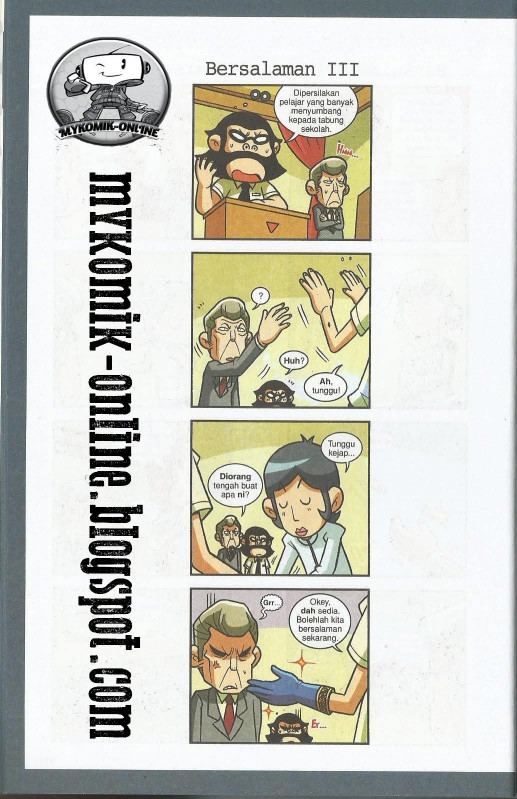 MYKOMIK-ONLINE
mykomik-online.blogspot.com
Bersalaman III
Dipersilakan
pelajar yang banyak
menyumbang
kepada tabung
sekolah.
Hmm...
?
Huh?
Ah,
tunggu!
Tunggu
kejap...
Diorang
tengah buat
apa ni?
Grr...
Okey,
dah sedia.
Bolehlah kita
bersalaman
sekarang.
Er...